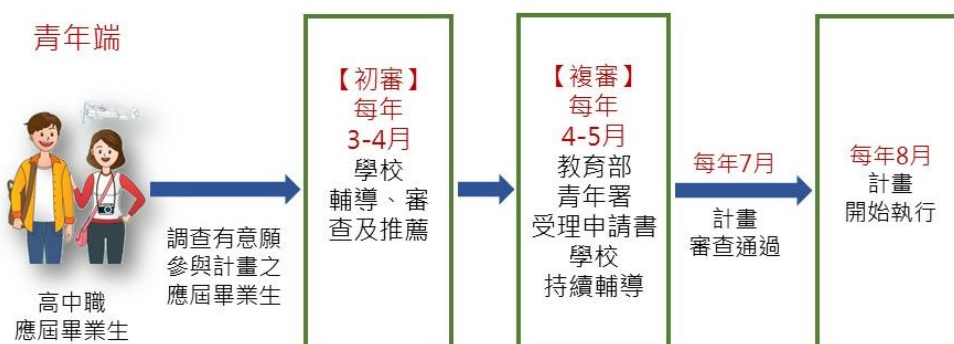 青年端
高中職
應屆畢業生
調查有意願
參與計畫之
應屆畢業生
【初審】
每年
3-4月
學校
輔導、審
查及推薦
【複審】
每年
4-5月
教育部
青年署
受理申請書
學校
持續輔導
每年7月
計畫
審查通過
每年8月
計畫
開始執行